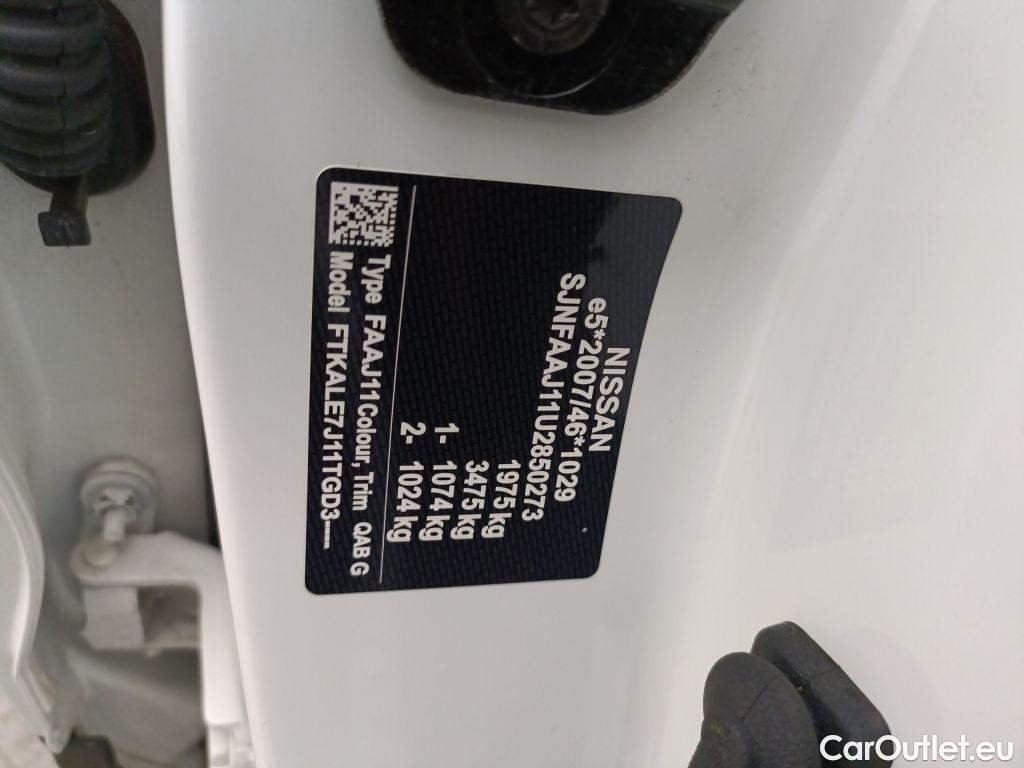 NISSAN
e5*2007/46*1029
SJNFAAJ11U2850273
1975 kg
3475 kg
1- 1074 kg
2- 1024 kg
Type FAAJ11 Colour, Trim QAB G
Model FTKALE7J11TGD3-----
CarOutlet.eu